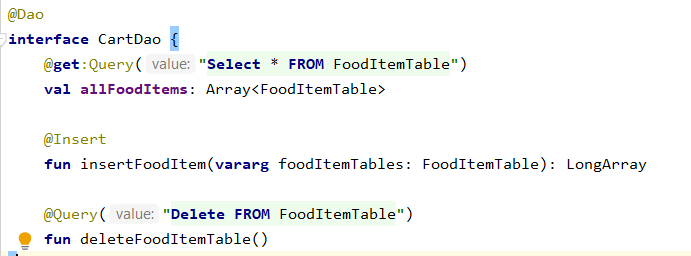 @Dao
interface CartDao {
@get:Query( value: "Select * FROM FoodItemTable")
val allFoodItems: Array<FoodItemTable>
@Insert
fun insertFoodItem(vararg foodItemTables: FoodItemTable): LongArray
@Query( value: "Delete FROM FoodItemTable")
fun deleteFoodItemTable()